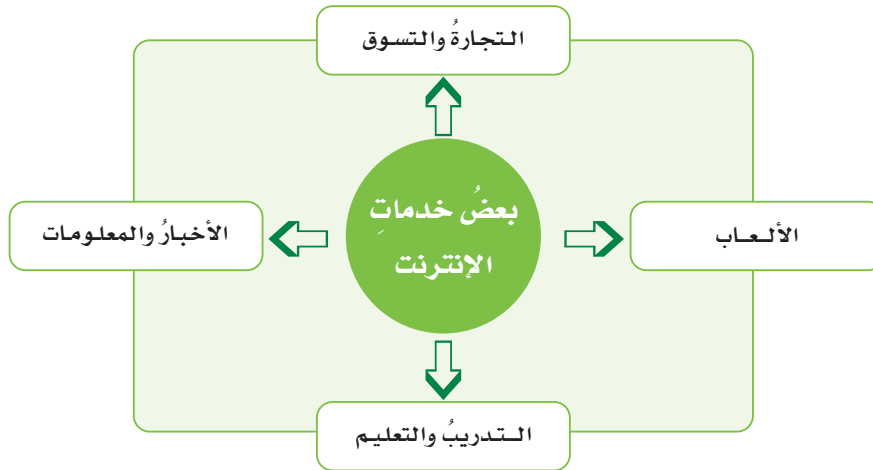 التجارةُ والتسوق
بعضُ خدماتِ
الإنترنت
الألعاب
الأخبارُ والمعلومات
التدريبُ والتعليم